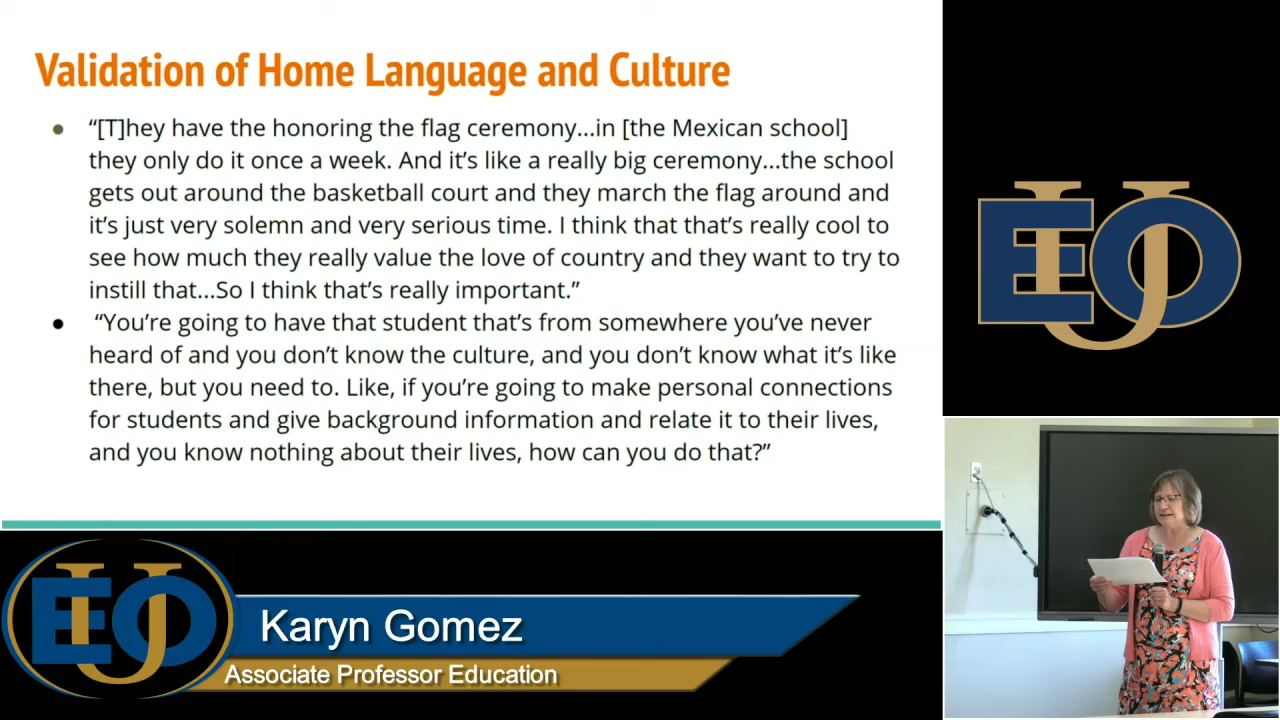 Validation of Home Language and Culture
● “[T]hey have the honoring the flag ceremony...in [the Mexican school]
they only do it once a week. And it’s like a really big ceremony...the school
gets out around the basketball court and they march the flag around and
it’s just very solemn and very serious time. I think that that’s really cool to
see how much they really value the love of country and they want to try to
instill that...So I think that’s really important.”
● “You’re going to have that student that’s from somewhere you’ve never
heard of and you don’t know the culture, and you don’t know what it’s like
there, but you need to. Like, if you’re going to make personal connections
for students and give background information and relate it to their lives,
and you know nothing about their lives, how can you do that?”
EOU
EOU
Karyn Gomez
Associate Professor Education